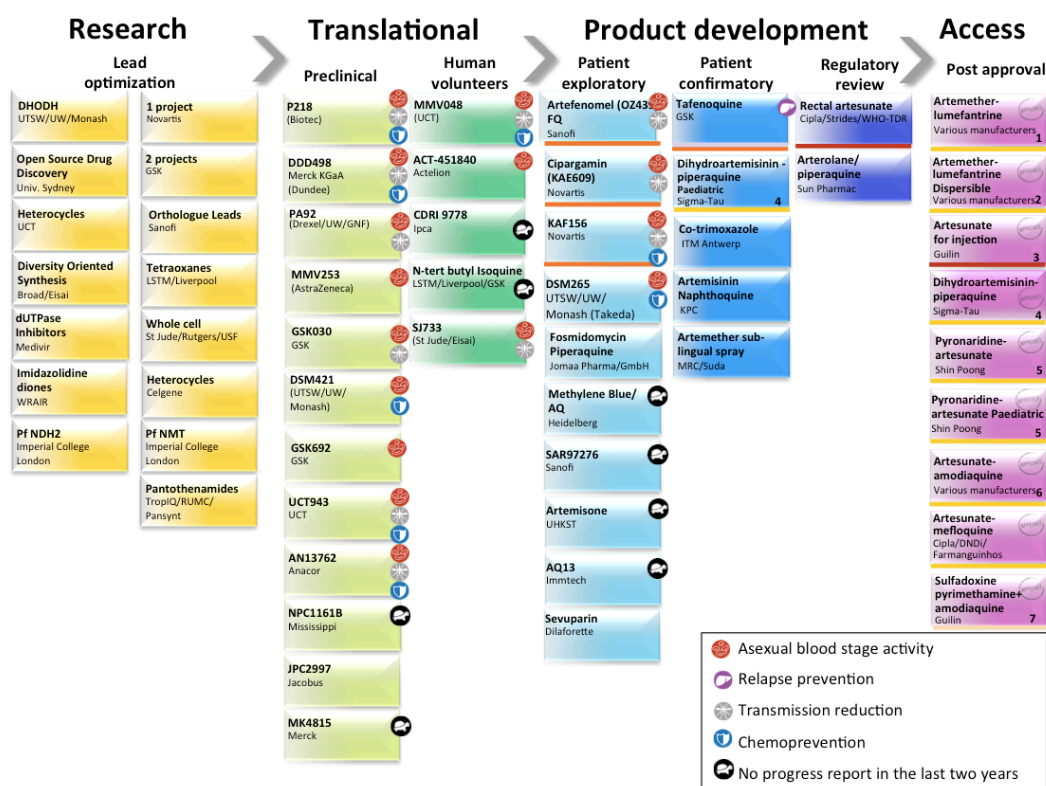 Research
Translational
Product development
Access
Lead
optimization
Preclinical
Human
volunteers
Patient
exploratory
Patient
confirmatory
Regulatory
review
Post approval
DHODH
UTSW/UW/Monash
Open Source Drug
Discovery
Univ. Sydney
Heterocycles
UCT
Diversity Oriented
Synthesis
Broad/Eisai
dUTPase
Inhibitors
Medivir
Imidazolidine
diones
WRAIR
Pf NDH2
Imperial College
London
1 project
Novartis
2 projects
GSK
Orthologue Leads
Sanofi
Tetraoxanes
LSTM/Liverpool
Whole cell
St Jude/Rutgers/USF
Heterocycles
Celgene
Pf NMT
Imperial College
London
Pantothenamides
TropIQ/RUMC/
Pansynt
P218
(Biotec)
DDD498
Merck KGaA
(Dundee)
PA92
(Drexel/UW/GNF)
MMV253
(AstraZeneca)
GSK030
GSK
DSM421
(UTSW/UW/
Monash)
GSK692
GSK
UCT943
UCT
AN13762
Anacor
NPC1161B
Mississippi
JPC2997
Jacobus
MK4815
Merck
MMV048
(UCT)
ACT-451840
Actelion
CDRI 9778
Ipca
N-tert butyl Isoquine
LSTM/Liverpool/GSK
SJ733
(St Jude/Eisai)
Artefenomel (OZ439
FQ
Sanofi
Cipargamin
(KAE609)
Novartis
KAF156
Novartis
DSM265
UTSW/UW/
Monash (Takeda)
Fosmidomycin
Piperaquine
Jomaa Pharma/GmbH
Methylene Blue/
AQ
Heidelberg
SAR97276
Sanofi
Artemisone
UHKST
AQ13
Immtech
Sevuparin
Dilaforette
Tafenoquine
GSK
Dihydroartemisinin -
piperaquine
Paediatric
Sigma-Tau 4
Co-trimoxazole
ITM Antwerp
Artemisinin
Naphthoquine
KPC
Artemether sub-
lingual spray
MRC/Suda
Rectal artesunate
Cipla/Strides/WHO-TDR
Arterolane/
piperaquine
Sun Pharmac
Artemether-
lumefantrine
Various manufacturers 1
Artemether-
lumefantrine
Dispersible
Various manufacturers 2
Artesunate
for injection
Guilin 3
Dihydroartemisinin-
piperaquine
Sigma-Tau 4
Pyronaridine-
artesunate
Shin Poong 5
Pyronaridine-
artesunate Paediatric
Shin Poong 5
Artesunate-
amodiaquine
Various manufacturers 6
Artesunate-
mefloquine
Cipla/DNDi/
Farmanguinhos
Sulfadoxine
pyrimethamine+
amodiaquine
Guilin 7
Asexual blood stage activity
Relapse prevention
Transmission reduction
Chemoprevention
No progress report in the last two years